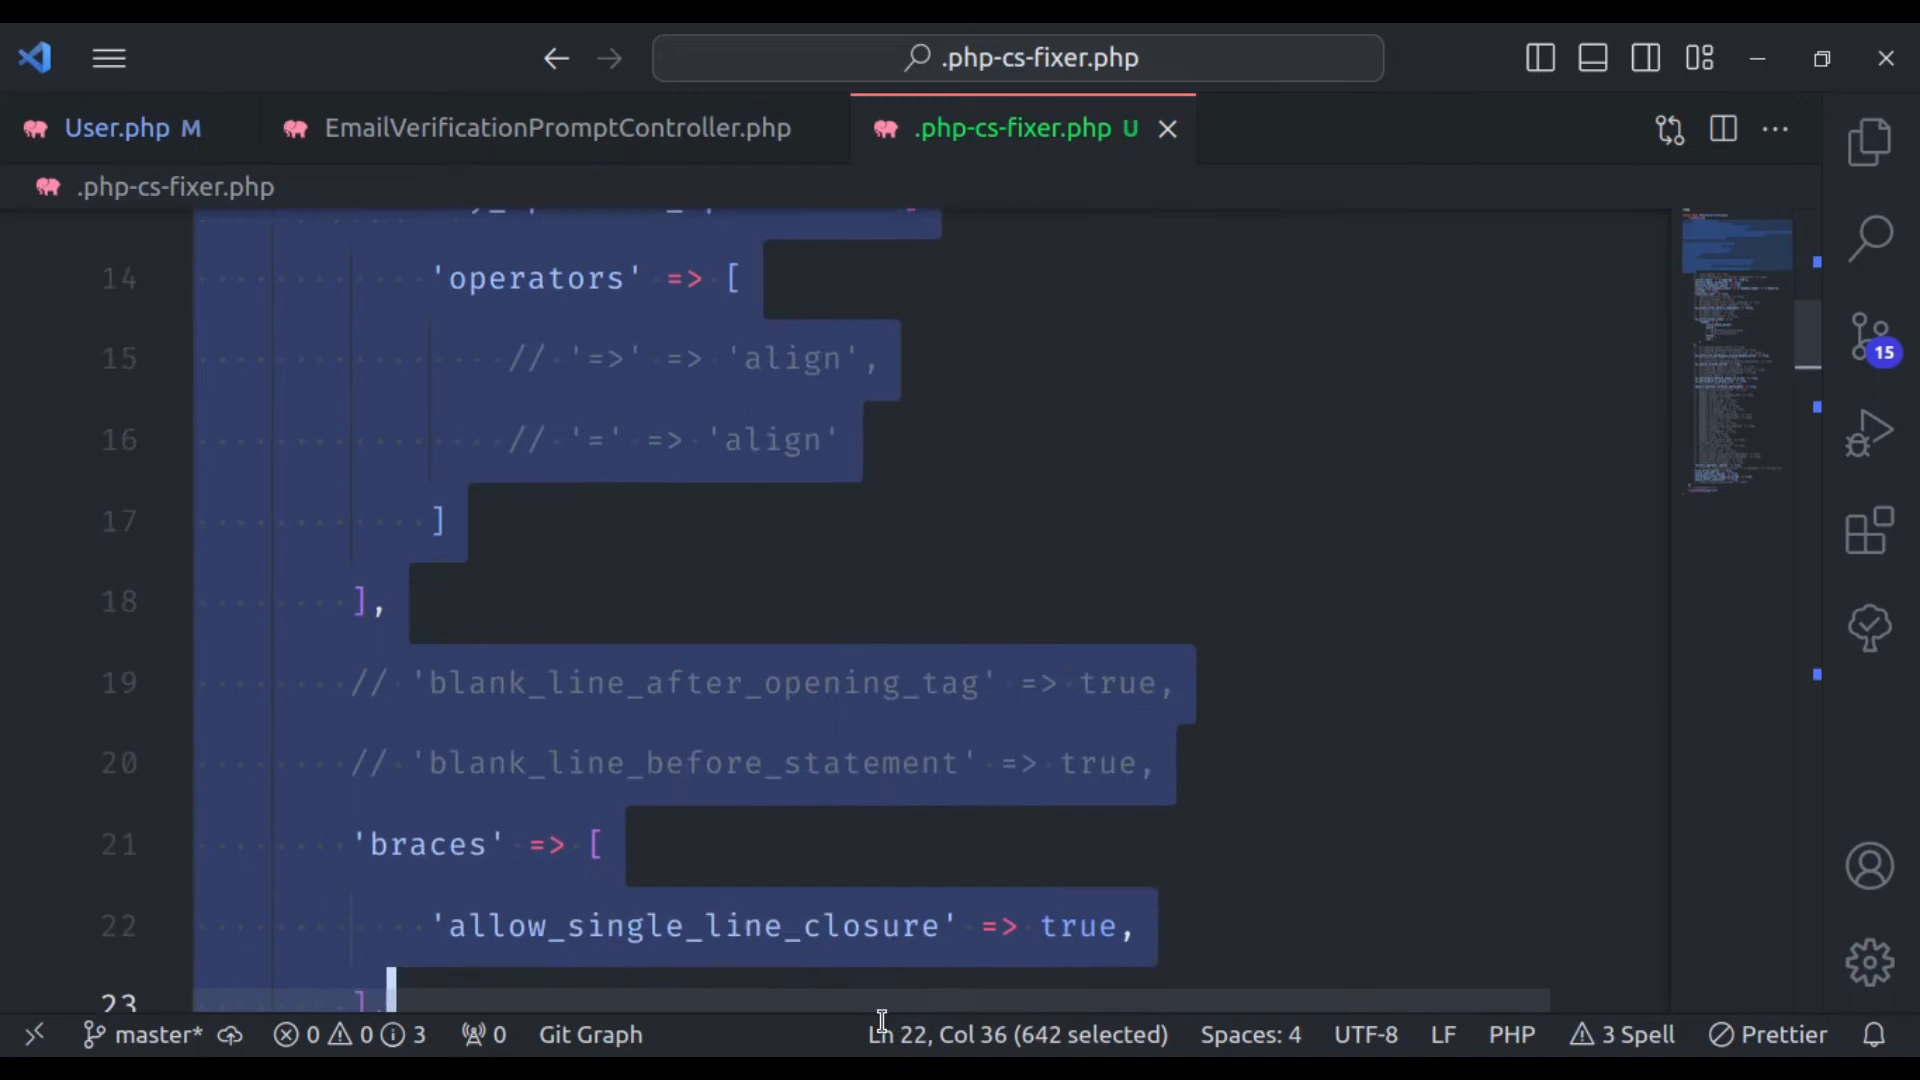 .php-cs-fixer.php
User.php M
EmailVerificationPromptController.php
.php-cs-fixer.php U
.php-cs-fixer.php
14 'operators' => [
15 // '=>' => 'align',
16 // '=' => 'align'
17 ]
18 ],
19 // 'blank_line_after_opening_tag' => true,
20 // 'blank_line_before_statement' => true,
21 'braces' => [
22 'allow_single_line_closure' => true,
23 ],
15
master* 0 0 3 0 Git Graph Ln 22, Col 36 (642 selected) Spaces: 4 UTF-8 LF PHP 3 Spell Prettier